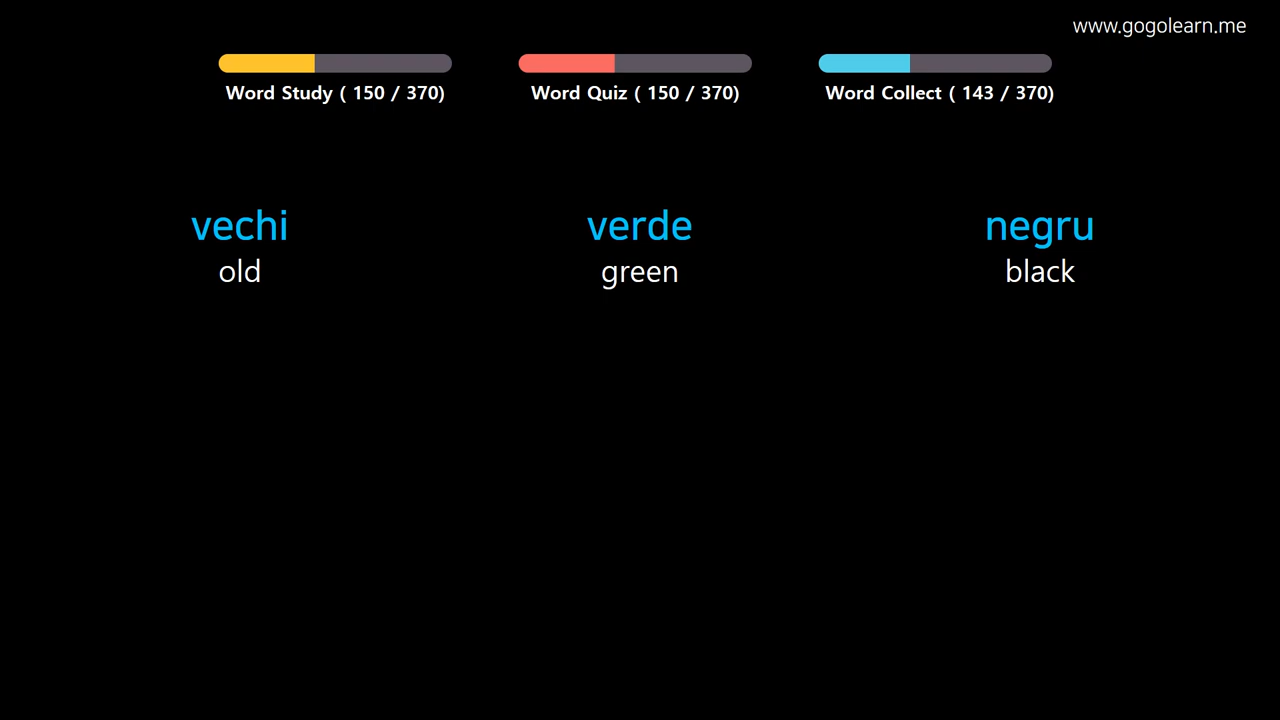 www.gogolearn.me
Word Study ( 150 / 370)
Word Quiz ( 150 / 370)
Word Collect ( 143 / 370)
vechi
old
verde
green
negru
black